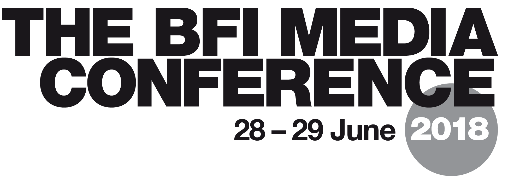 THE BFI MEDIA
CONFERENCE
28 – 29 June 2018